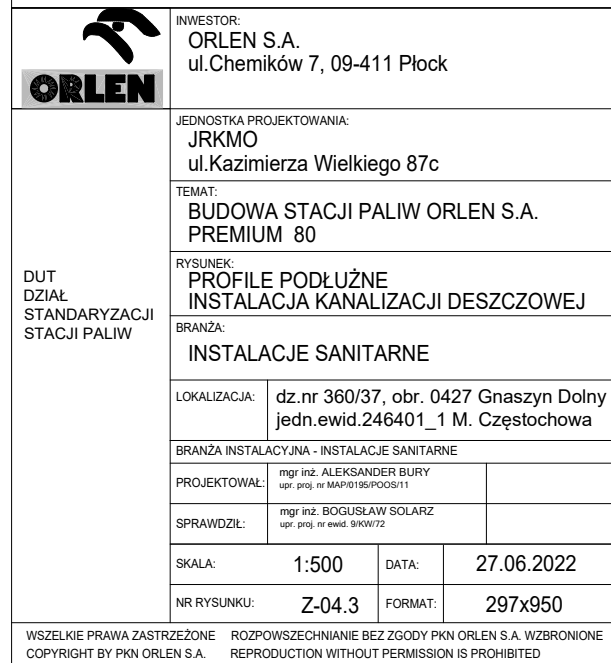 ORLEN
INWESTOR:
ORLEN S.A.
ul.Chemików 7, 09-411 Płock
JEDNOSTKA PROJEKTOWANIA:
JRKMO
ul.Kazimierza Wielkiego 87c
TEMAT:
BUDOWA STACJI PALIW ORLEN S.A.
PREMIUM 80
DUT
DZIAŁ
STANDARYZACJI
STACJI PALIW
RYSUNEK:
PROFILE PODŁUŻNE
INSTALACJA KANALIZACJI DESZCZOWEJ
BRANŻA:
INSTALACJE SANITARNE
LOKALIZACJA:
dz.nr 360/37, obr. 0427 Gnaszyn Dolny
jedn.ewid.246401_1 M. Częstochowa
BRANŻA INSTALACYJNA - INSTALACJE SANITARNE
PROJEKTOWAŁ:
mgr inż. ALEKSANDER BURY
upr. proj. nr MAP/0195/POOS/11
SPRAWDZIŁ:
mgr inż. BOGUSŁAW SOLARZ
upr. proj. nr ewid. 9/KW/72
SKALA: 1:500 DATA: 27.06.2022
NR RYSUNKU: Z-04.3 FORMAT: 297x950
WSZELKIE PRAWA ZASTRZEŻONE ROZPOWSZECHNIANIE BEZ ZGODY PKN ORLEN S.A. WZBRONIONE
COPYRIGHT BY PKN ORLEN S.A. REPRODUCTION WITHOUT PERMISSION IS PROHIBITED